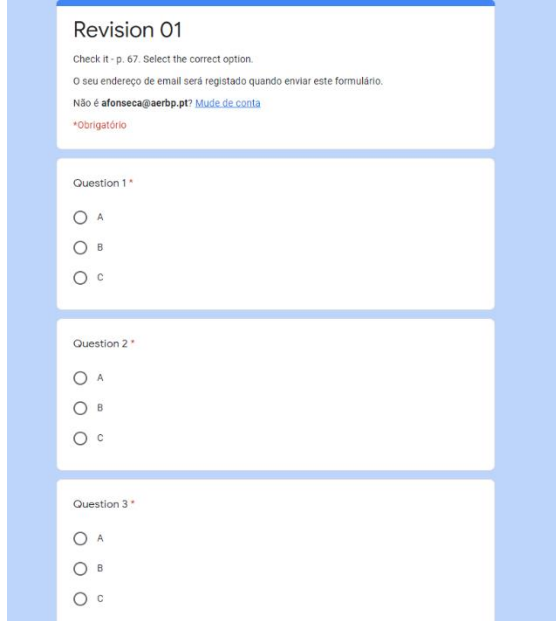 Revision 01
Check it - p. 67. Select the correct option.
O seu endereço de email será registado quando enviar este formulário.
Não é afonseca@aerbp.pt? Mude de conta
*Obrigatório
Question 1 *
A
B
C
Question 2 *
A
B
C
Question 3 *
A
B
C